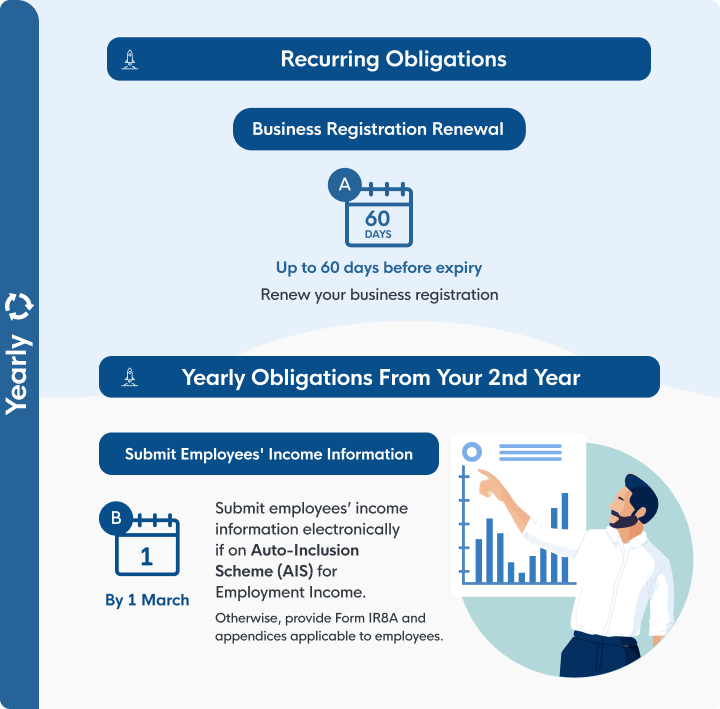 Recurring Obligations
Business Registration Renewal
A
60
DAYS
Up to 60 days before expiry
Renew your business registration
Yearly
Yearly Obligations From Your 2nd Year
Submit Employees' Income Information
B
1
By 1 March
Submit employees’ income
information electronically
if on Auto-Inclusion
Scheme (AIS) for
Employment Income.
Otherwise, provide Form IR8A and
appendices applicable to employees.